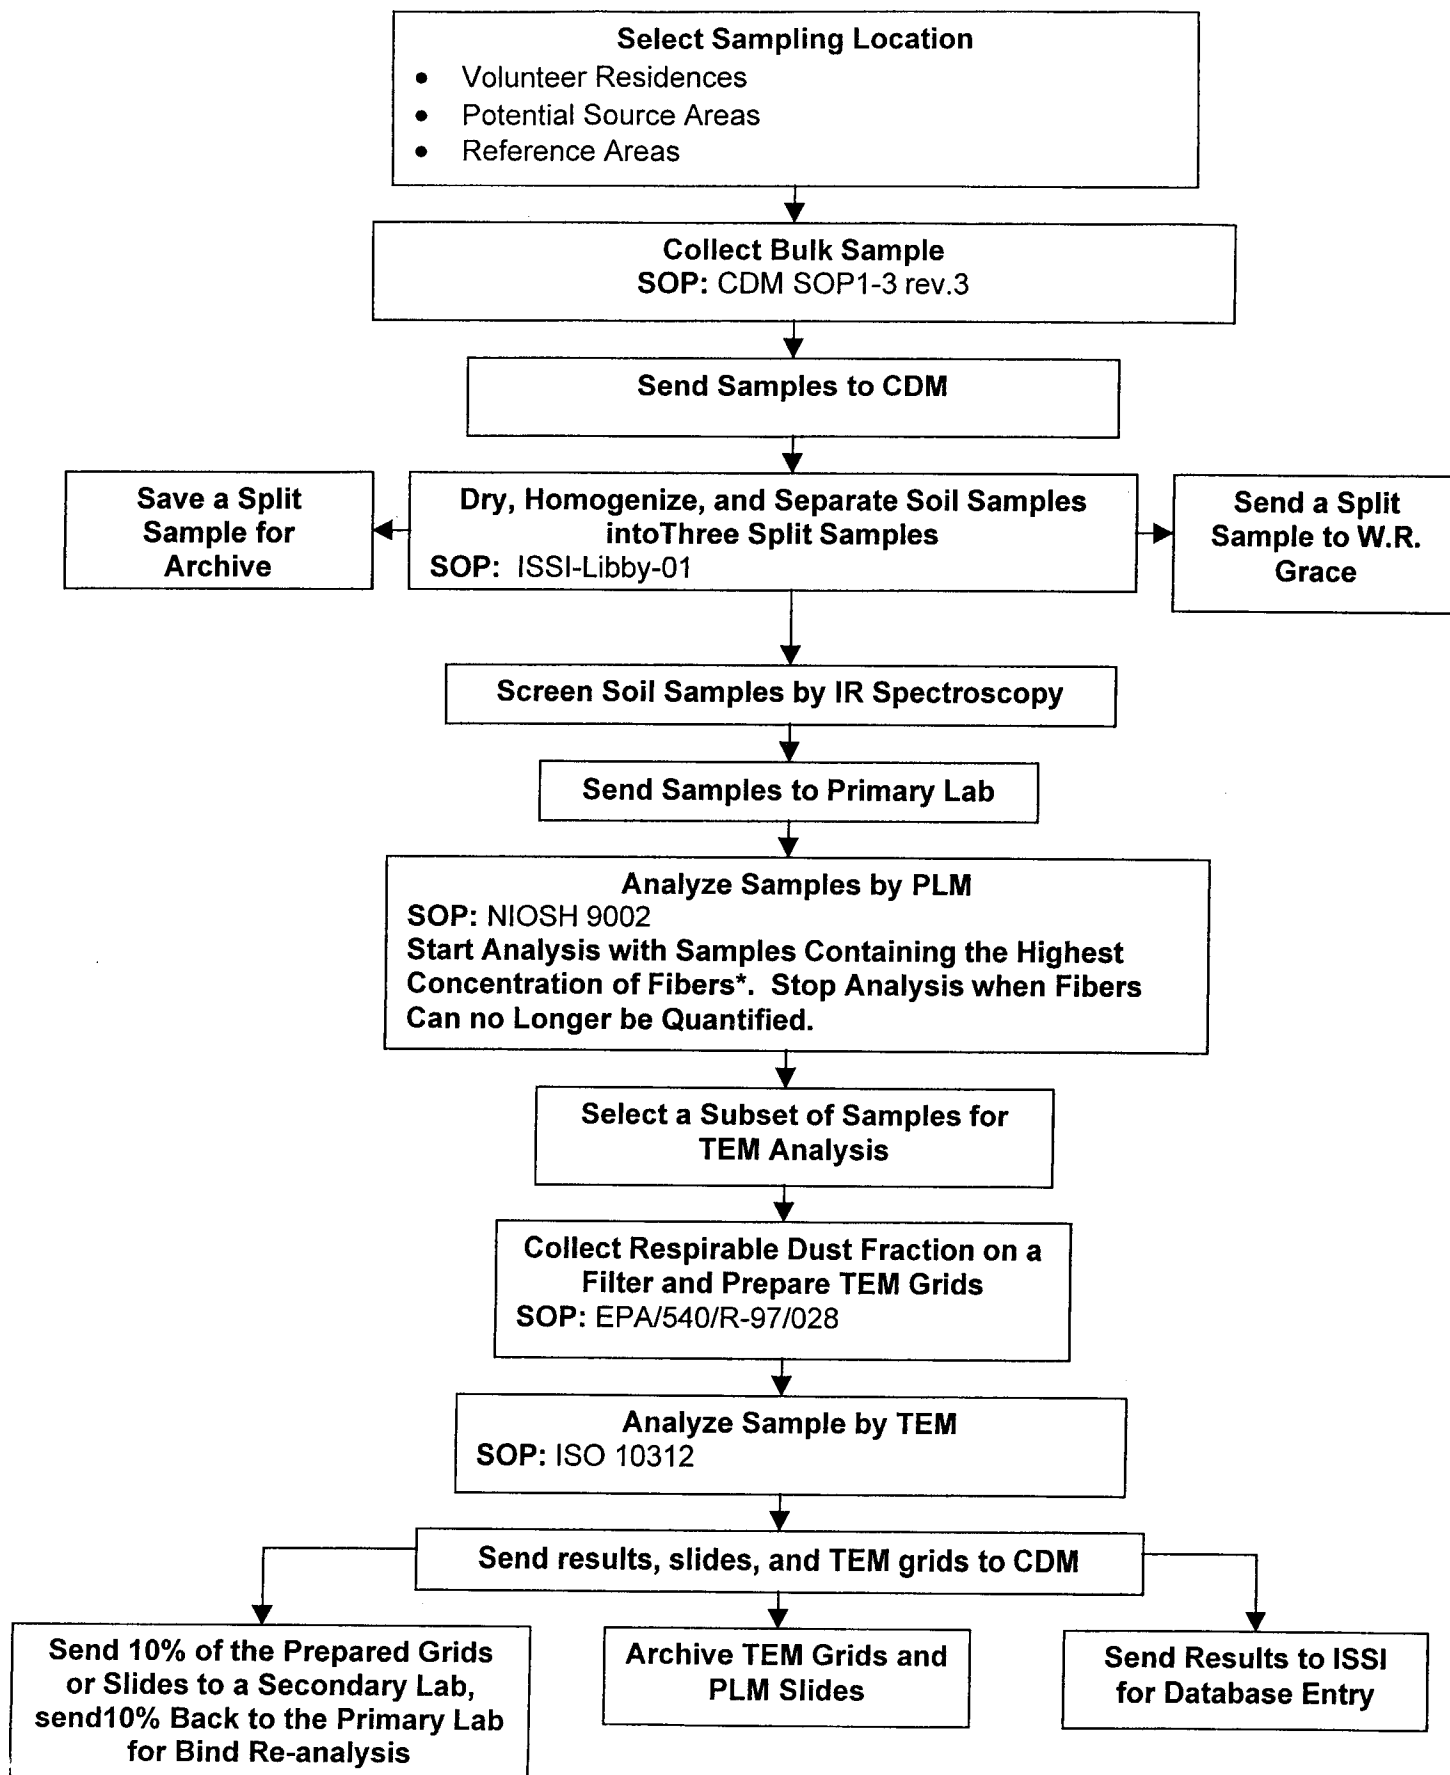 Select Sampling Location
• Volunteer Residences
• Potential Source Areas
• Reference Areas
Collect Bulk Sample
SOP: CDM SOP1-3 rev.3
Send Samples to CDM
Save a Split
Sample for
Archive
Dry, Homogenize, and Separate Soil Samples
intoThree Split Samples
SOP: ISSI-Libby-01
Send a Split
Sample to W.R.
Grace
Screen Soil Samples by IR Spectroscopy
Send Samples to Primary Lab
Analyze Samples by PLM
SOP: NIOSH 9002
Start Analysis with Samples Containing the Highest
Concentration of Fibers*. Stop Analysis when Fibers
Can no Longer be Quantified.
Select a Subset of Samples for
TEM Analysis
Collect Respirable Dust Fraction on a
Filter and Prepare TEM Grids
SOP: EPA/540/R-97/028
Analyze Sample by TEM
SOP: ISO 10312
Send results, slides, and TEM grids to CDM
Send 10% of the Prepared Grids
or Slides to a Secondary Lab,
send10% Back to the Primary Lab
for Bind Re-analysis
Archive TEM Grids and
PLM Slides
Send Results to ISSI
for Database Entry